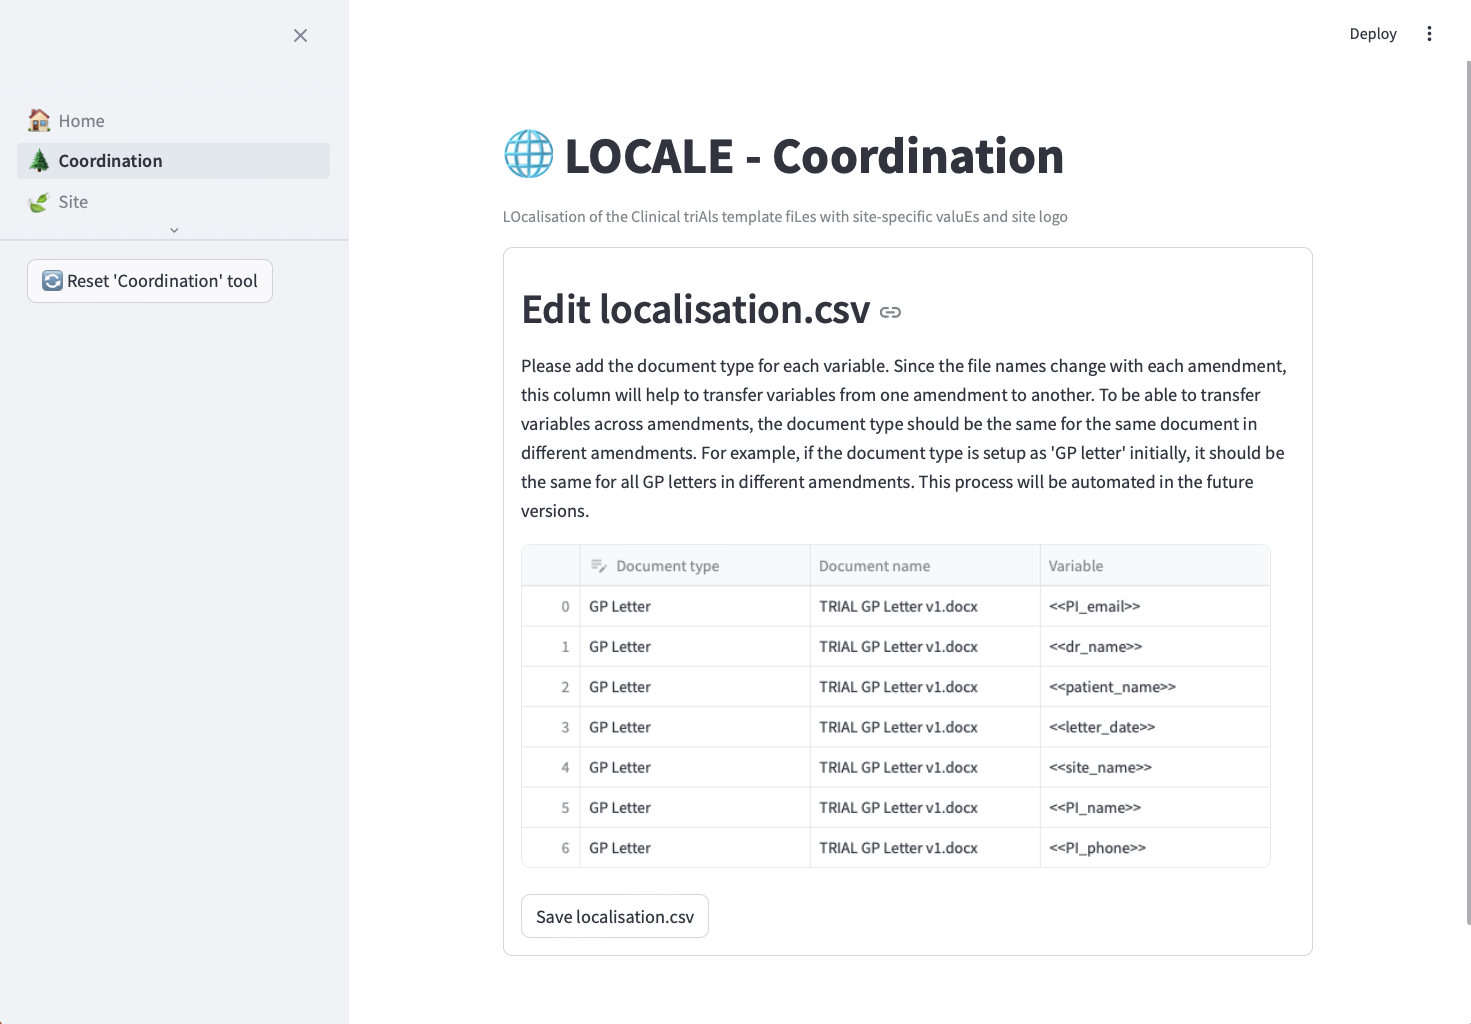 Deploy
Home
Coordination
Site
Reset 'Coordination' tool
LOCALE - Coordination
LOcalisation of the Clinical triAls template fiLes with site-specific valuEs and site logo
Edit localisation.csv
Please add the document type for each variable. Since the file names change with each amendment,
this column will help to transfer variables from one amendment to another. To be able to transfer
variables across amendments, the document type should be the same for the same document in
different amendments. For example, if the document type is setup as 'GP letter' initially, it should be
the same for all GP letters in different amendments. This process will be automated in the future
versions.
Document type Document name Variable
0 GP Letter TRIAL GP Letter v1.docx <<PI_email>>
1 GP Letter TRIAL GP Letter v1.docx <<dr_name>>
2 GP Letter TRIAL GP Letter v1.docx <<patient_name>>
3 GP Letter TRIAL GP Letter v1.docx <<letter_date>>
4 GP Letter TRIAL GP Letter v1.docx <<site_name>>
5 GP Letter TRIAL GP Letter v1.docx <<PI_name>>
6 GP Letter TRIAL GP Letter v1.docx <<PI_phone>>
Save localisation.csv